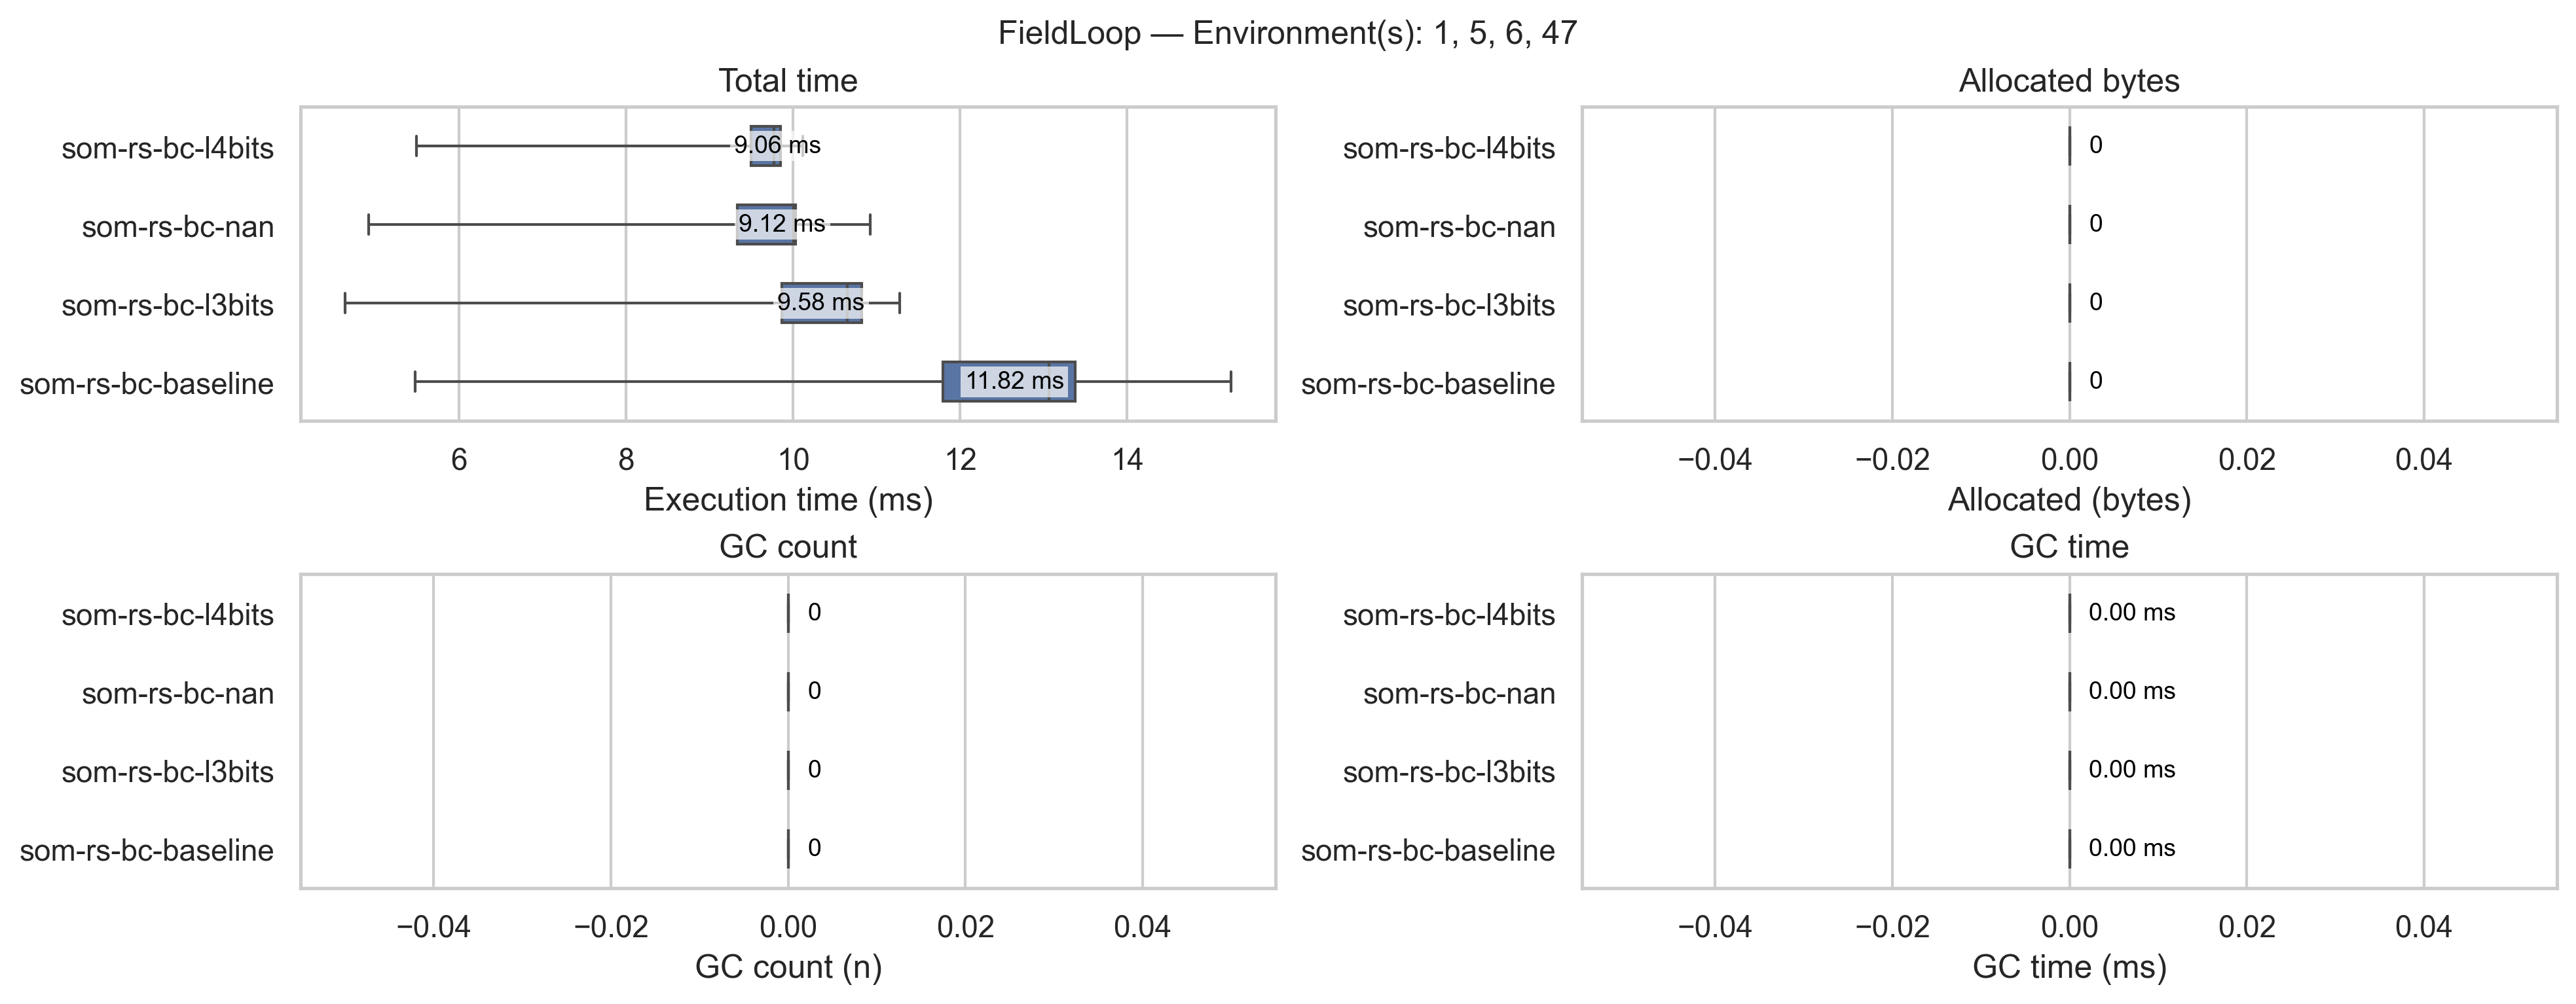 FieldLoop — Environment(s): 1, 5, 6, 47
Total time
som-rs-bc-l4bits
9.06 ms
som-rs-bc-nan
9.12 ms
som-rs-bc-l3bits
9.58 ms
som-rs-bc-baseline
11.82 ms
6 8 10 12 14
Execution time (ms)
Allocated bytes
som-rs-bc-l4bits
0
som-rs-bc-nan
0
som-rs-bc-l3bits
0
som-rs-bc-baseline
0
−0.04 −0.02 0.00 0.02 0.04
Allocated (bytes)
GC count
som-rs-bc-l4bits
0
som-rs-bc-nan
0
som-rs-bc-l3bits
0
som-rs-bc-baseline
0
−0.04 −0.02 0.00 0.02 0.04
GC count (n)
GC time
som-rs-bc-l4bits
0.00 ms
som-rs-bc-nan
0.00 ms
som-rs-bc-l3bits
0.00 ms
som-rs-bc-baseline
0.00 ms
−0.04 −0.02 0.00 0.02 0.04
GC time (ms)